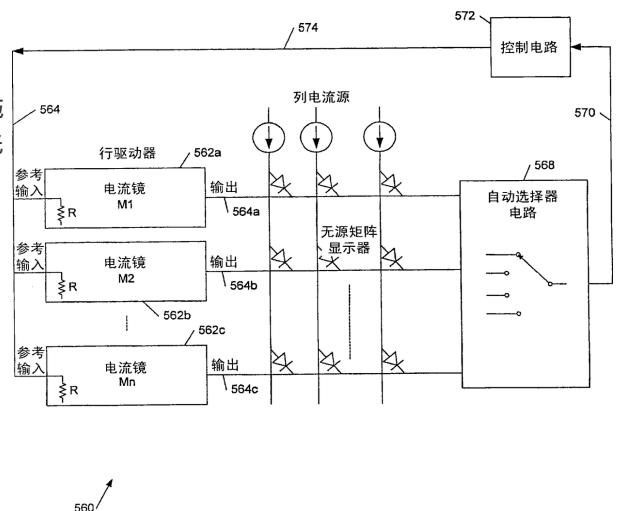 574
572
控制电路
564
列电流源
570
行驱动器
562a
568
参考
输入
R
电流镜
M1
输出
564a
自动选择器
电路
无源矩阵
显示器
参考
输入
R
电流镜
M2
输出
564b
562b
562c
参考
输入
R
电流镜
Mn
输出
564c
560